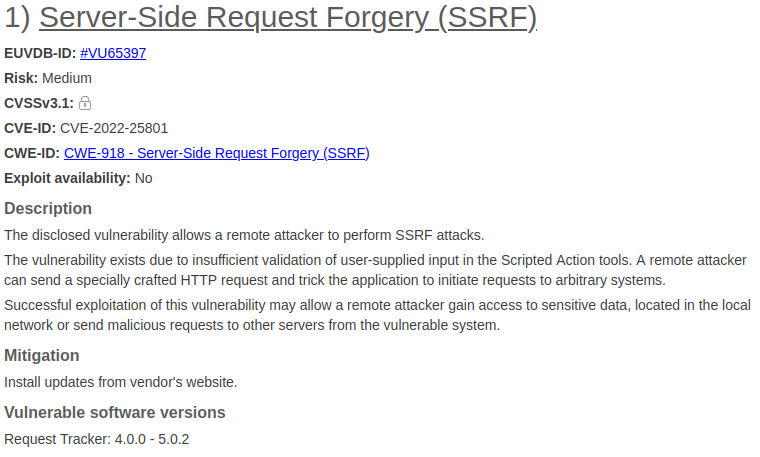 1) Server-Side Request Forgery (SSRF)
EUVDB-ID: #VU65397
Risk: Medium
CVSSv3.1:
CVE-ID: CVE-2022-25801
CWE-ID: CWE-918 - Server-Side Request Forgery (SSRF)
Exploit availability: No
Description
The disclosed vulnerability allows a remote attacker to perform SSRF attacks.
The vulnerability exists due to insufficient validation of user-supplied input in the Scripted Action tools. A remote attacker
can send a specially crafted HTTP request and trick the application to initiate requests to arbitrary systems.
Successful exploitation of this vulnerability may allow a remote attacker gain access to sensitive data, located in the local
network or send malicious requests to other servers from the vulnerable system.
Mitigation
Install updates from vendor's website.
Vulnerable software versions
Request Tracker: 4.0.0 - 5.0.2